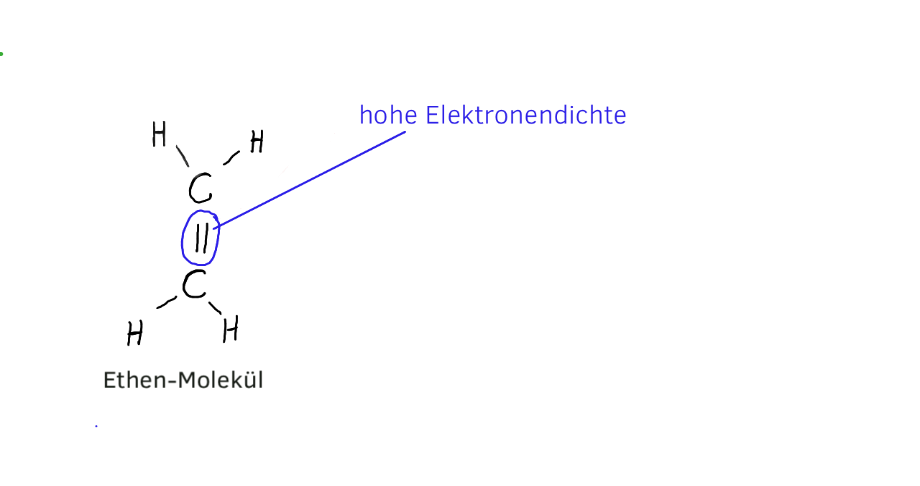 hohe Elektronendichte
H H
C
||
C
H H
Ethen-Molekül